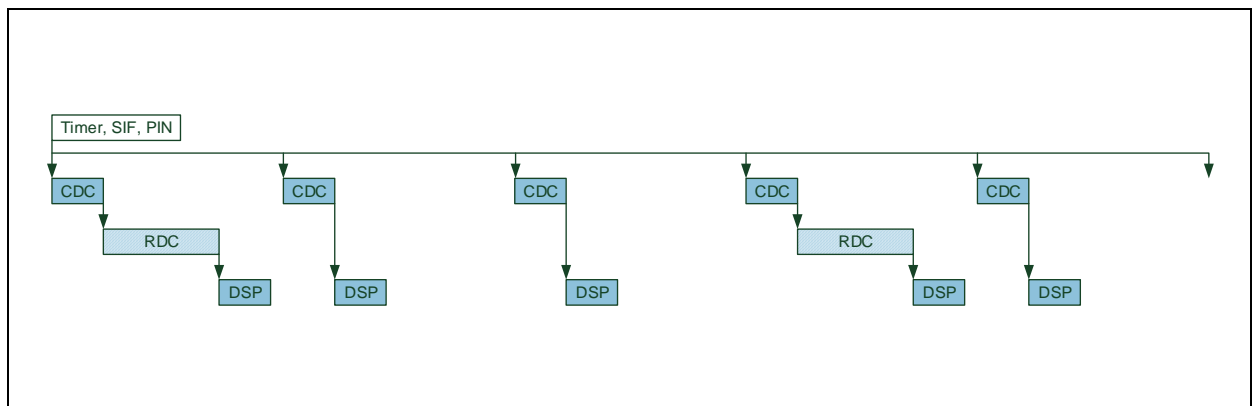 Timer, SIF, PIN
CDC
CDC
CDC
CDC
CDC
RDC
RDC
DSP
DSP
DSP
DSP
DSP